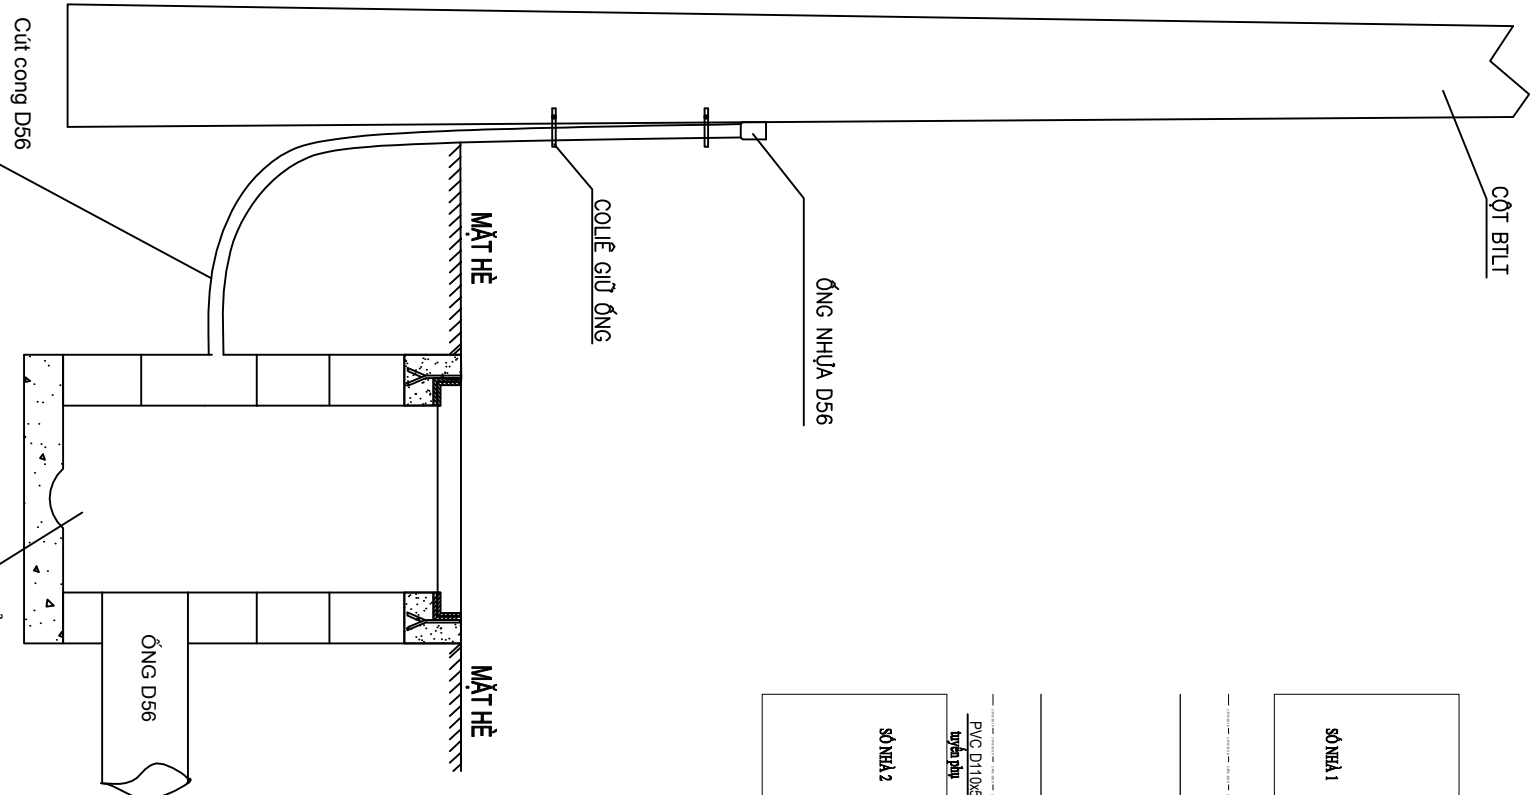 CỘT BTLT
ỐNG NHỰA D56
COLIÊ GIỮ ỐNG
MẶT HÈ
MẶT HÈ
Cút cong D56
ỐNG D56
SỐ NHÀ 1
PVC D110x5
tuyến phụ
SỐ NHÀ 2